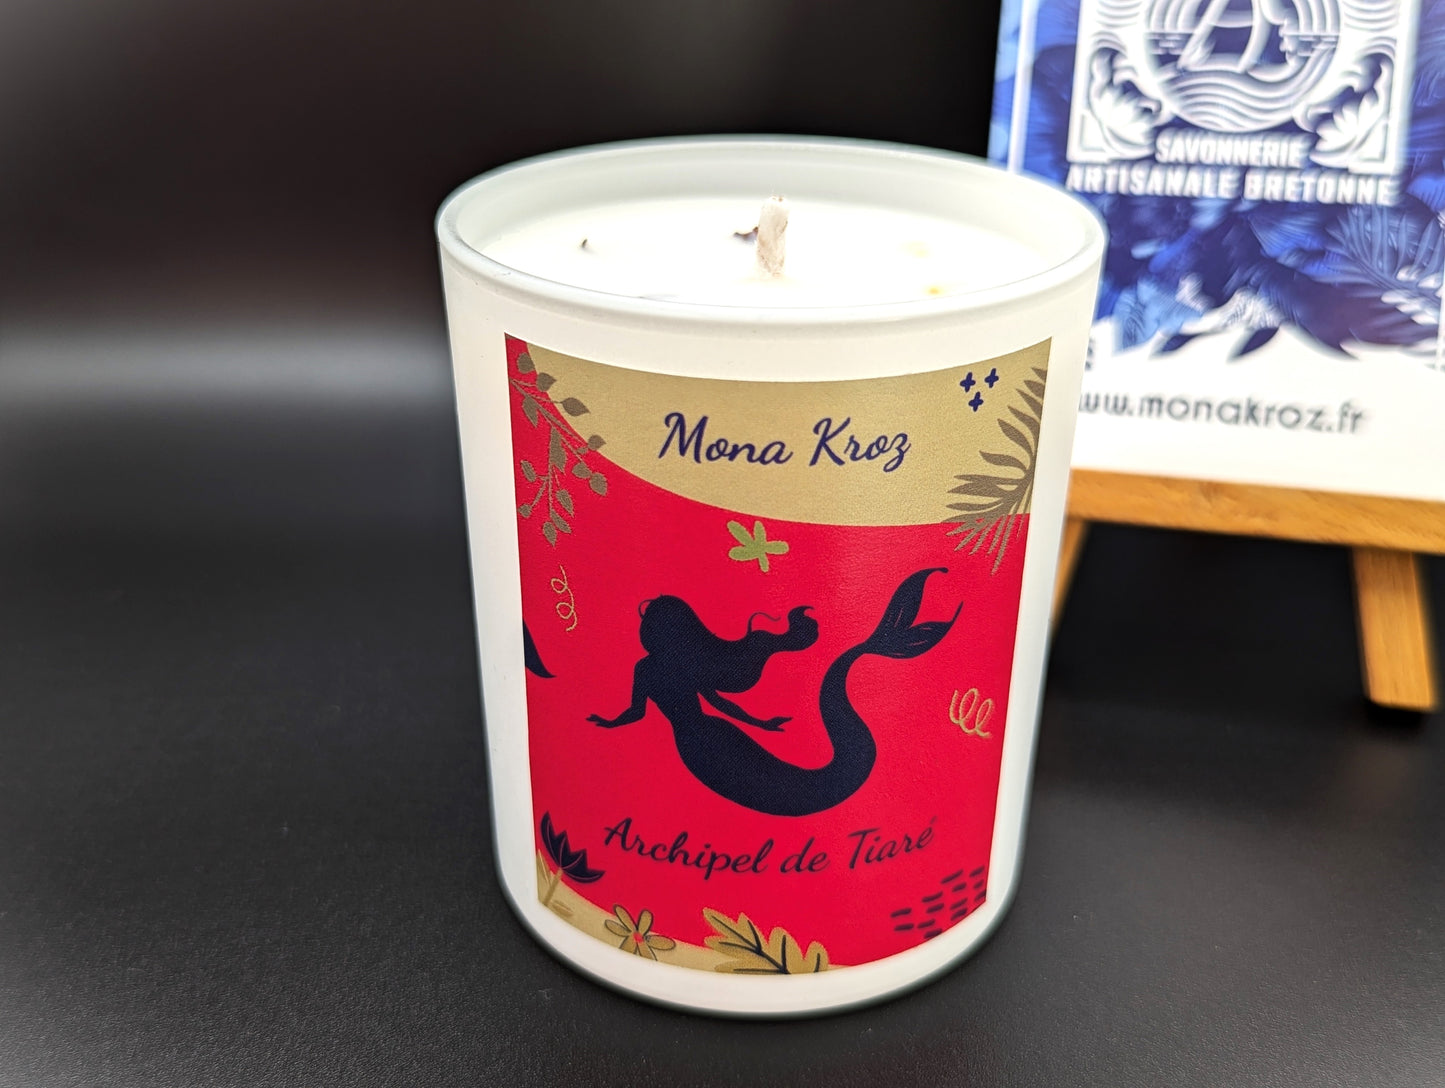 SAVONNERIE
ARTISANALE BRETONNE
www.monakroz.fr
Mona Kroz
Archipel de Tiaré